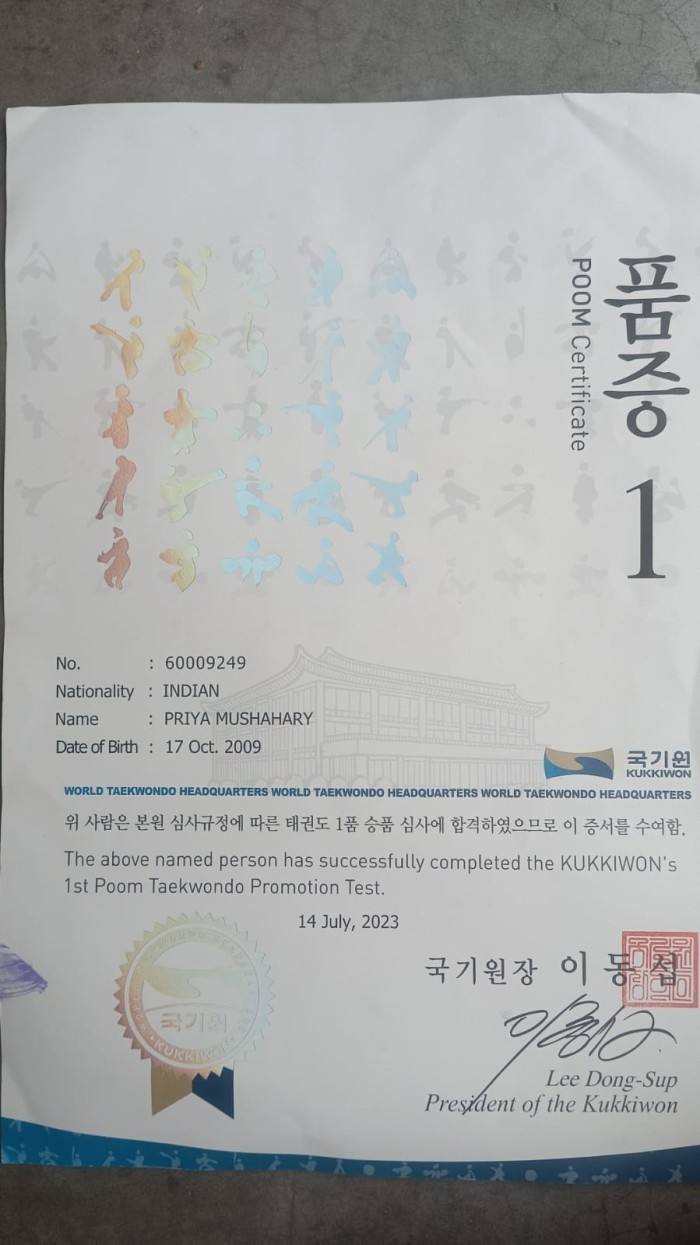 품증
POOM Certificate
1
No. : 60009249
Nationality : INDIAN
Name : PRIYA MUSHAHARY
Date of Birth : 17 Oct. 2009
국기원
KUKKIWON
WORLD TAEKWONDO HEADQUARTERS WORLD TAEKWONDO HEADQUARTERS WORLD TAEKWONDO HEADQUARTERS
위 사람은 본원 심사규정에 따른 태권도 1품 승품 심사에 합격하였으므로 이 증서를 수여함.
The above named person has successfully completed the KUKKIWON's
1st Poom Taekwondo Promotion Test.
14 July, 2023
국기원장 이동섭
국기원
KUKKIWON
Lee Dong-Sup
President of the Kukkiwon